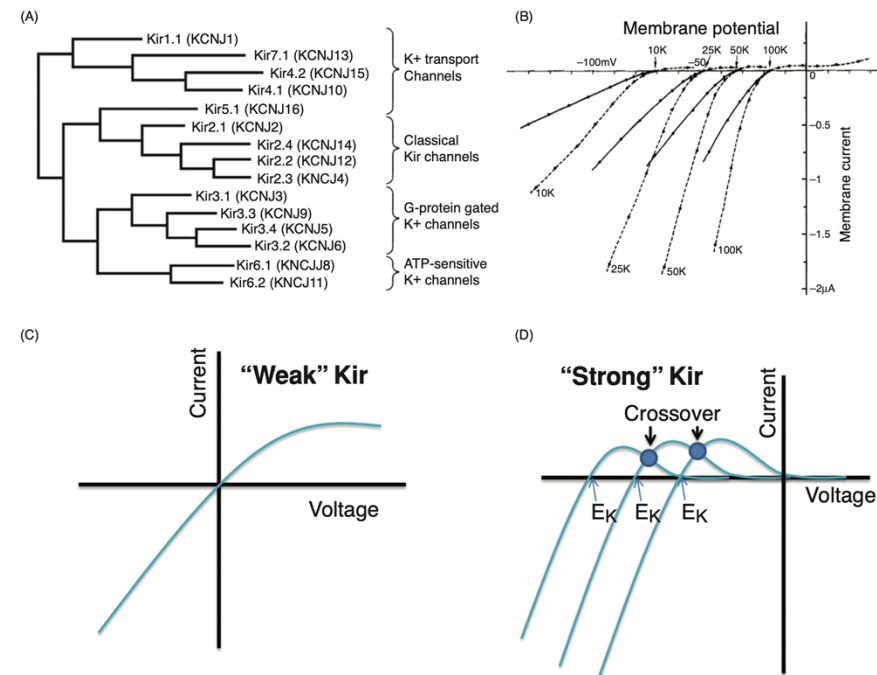 (A)
Kir1.1 (KCNJ1)
Kir7.1 (KCNJ13)
Kir4.2 (KCNJ15)
Kir4.1 (KCNJ10)
Kir5.1 (KCNJ16)
Kir2.1 (KCNJ2)
Kir2.4 (KCNJ14)
Kir2.2 (KCNJ12)
Kir2.3 (KNCJ4)
Kir3.1 (KCNJ3)
Kir3.3 (KCNJ9)
Kir3.4 (KCNJ5)
Kir3.2 (KCNJ6)
Kir6.1 (KNCJJ8)
Kir6.2 (KNCJ11)
K+ transport
Channels
Classical
Kir channels
G-protein gated
K+ channels
ATP-sensitive
K+ channels
(B)
Membrane potential
10K 25K 50K 100K
−100mV −50 0
−0.5
−1
−1.5
−2µA
Membrane current
10K
25K
50K
100K
(C)
"Weak" Kir
Current
Voltage
(D)
"Strong" Kir
Crossover
Current
Voltage
EK EK EK